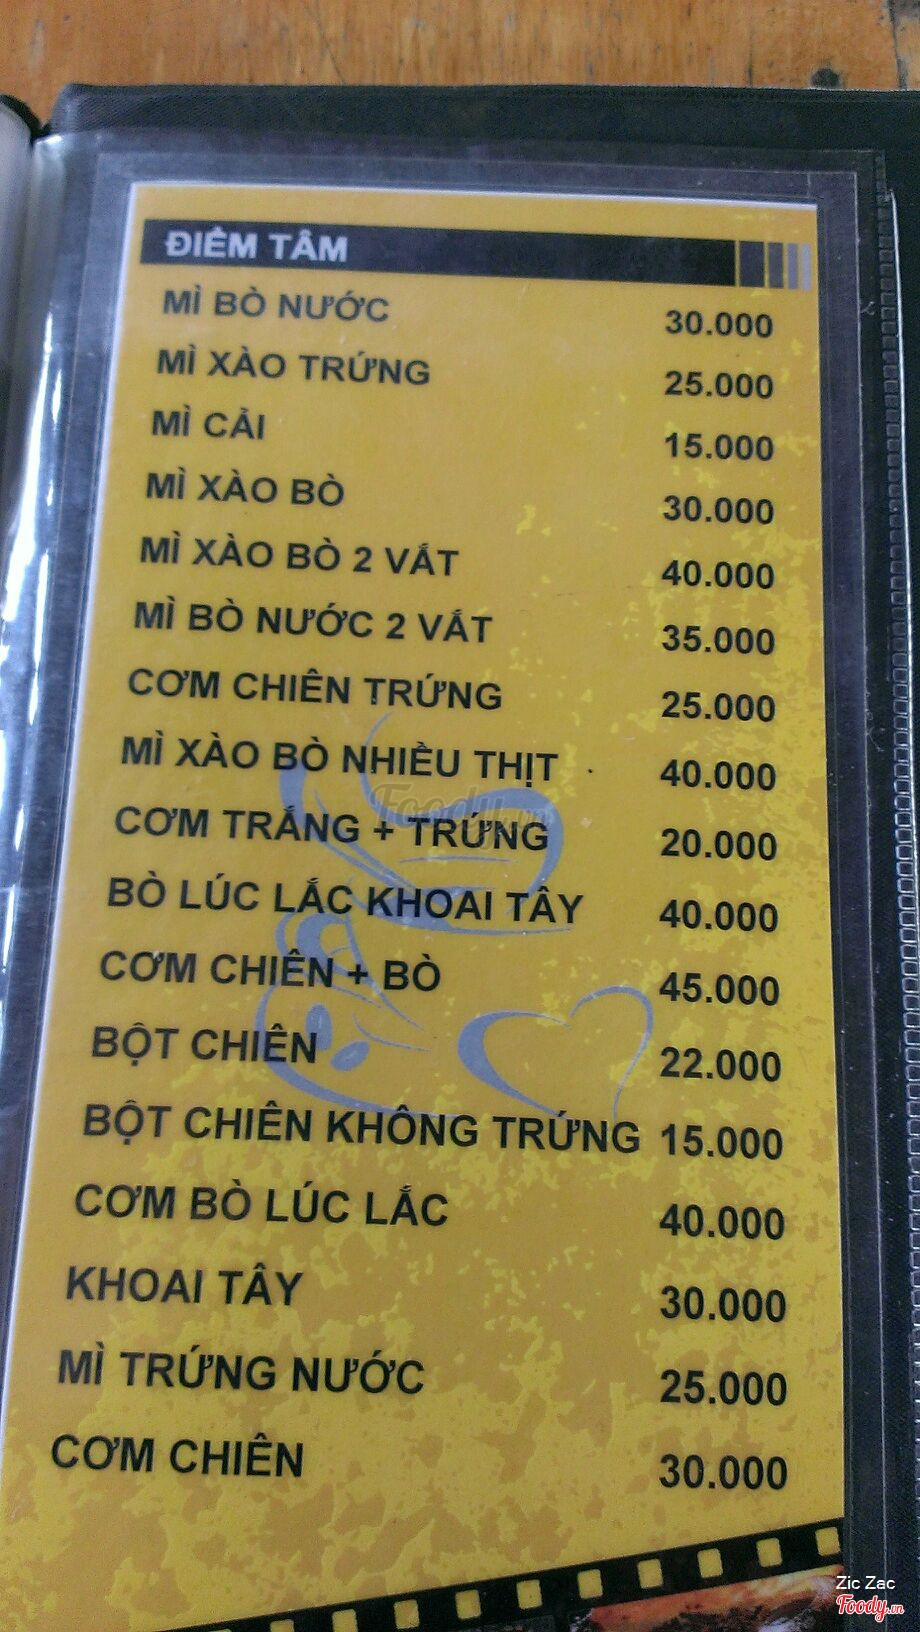 ĐIỂM TÂM
MÌ BÒ NƯỚC 30.000
MÌ XÀO TRỨNG 25.000
MÌ CẢI 15.000
MÌ XÀO BÒ 30.000
MÌ XÀO BÒ 2 VẮT 40.000
MÌ BÒ NƯỚC 2 VẮT 35.000
CƠM CHIÊN TRỨNG 25.000
MÌ XÀO BÒ NHIỀU THỊT 40.000
Foody.vn
CƠM TRẮNG + TRỨNG 20.000
BÒ LÚC LẮC KHOAI TÂY 40.000
CƠM CHIÊN + BÒ 45.000
BỘT CHIÊN 22.000
BỘT CHIÊN KHÔNG TRỨNG 15.000
CƠM BÒ LÚC LẮC 40.000
KHOAI TÂY 30.000
MÌ TRỨNG NƯỚC 25.000
CƠM CHIÊN 30.000
Zic Zac
Foody.vn